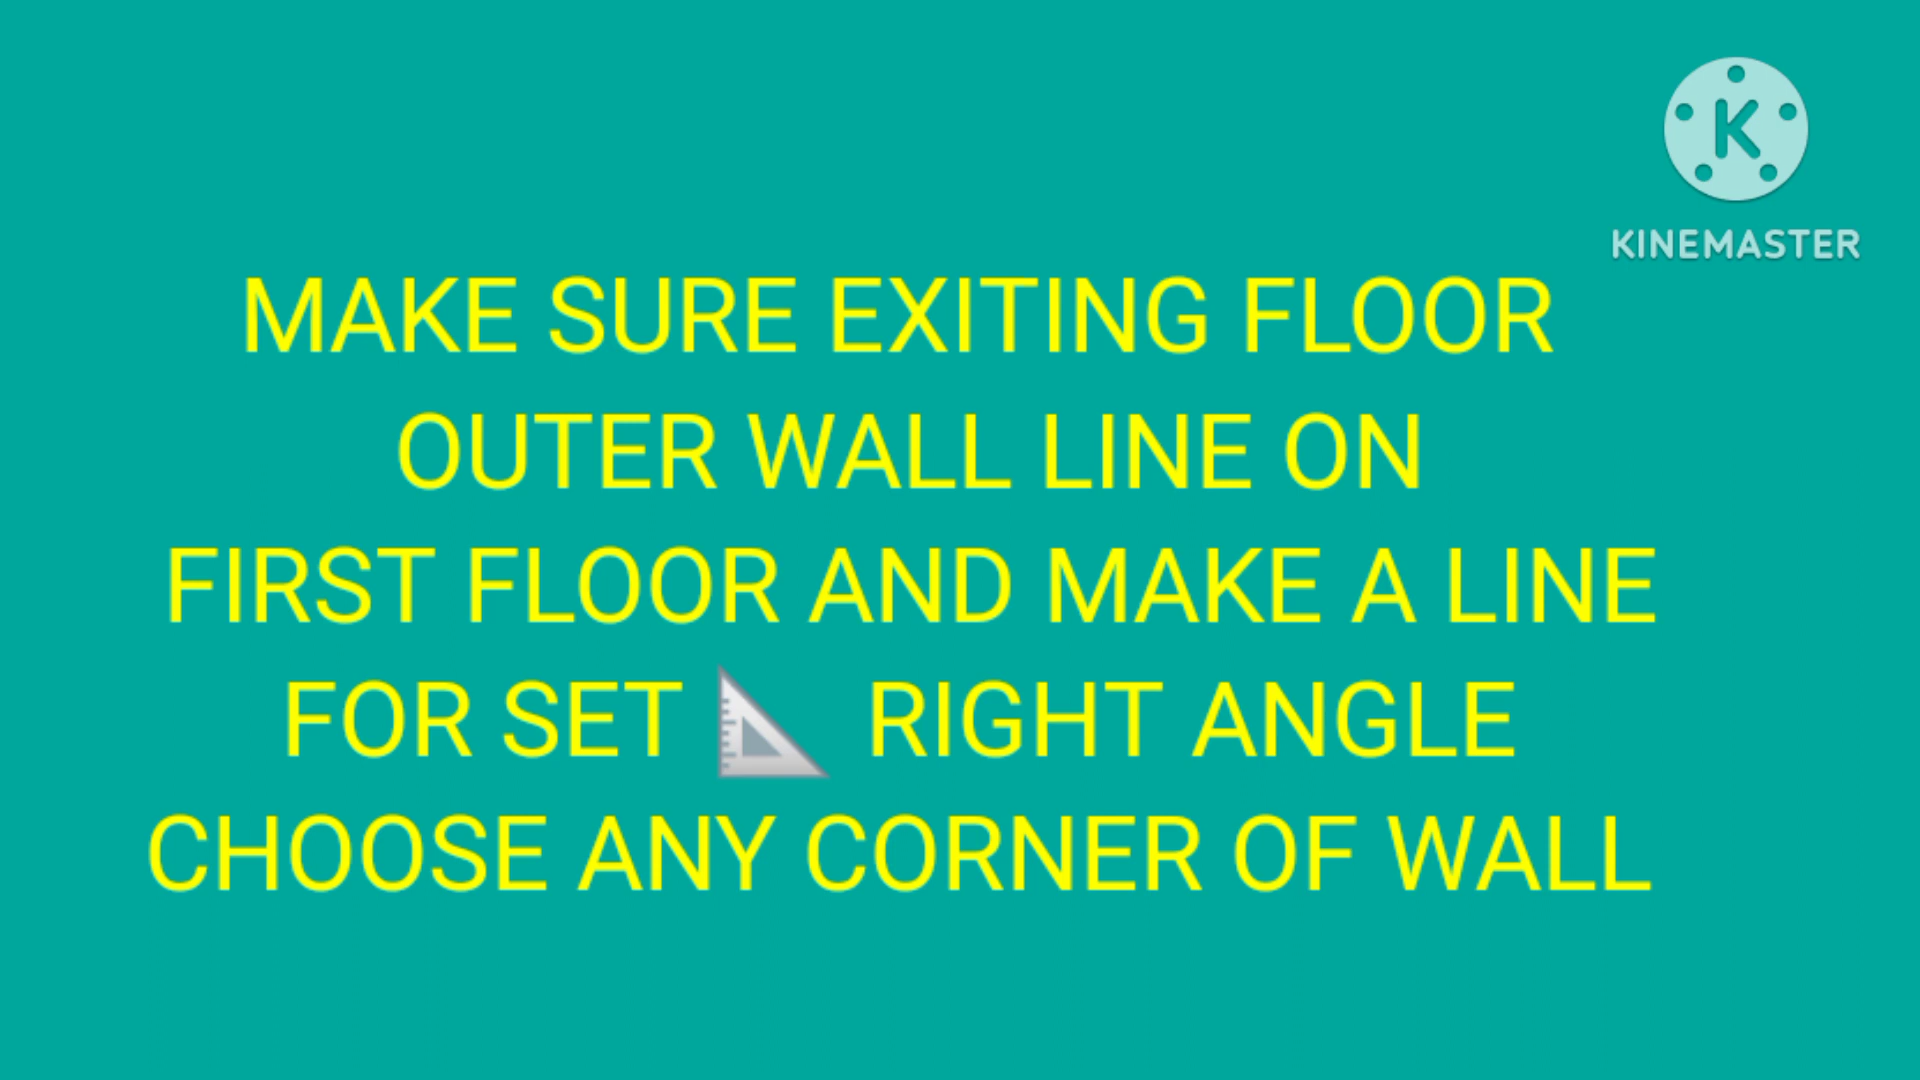 KINEMASTER
MAKE SURE EXITING FLOOR
OUTER WALL LINE ON
FIRST FLOOR AND MAKE A LINE
FOR SET 📐 RIGHT ANGLE
CHOOSE ANY CORNER OF WALL